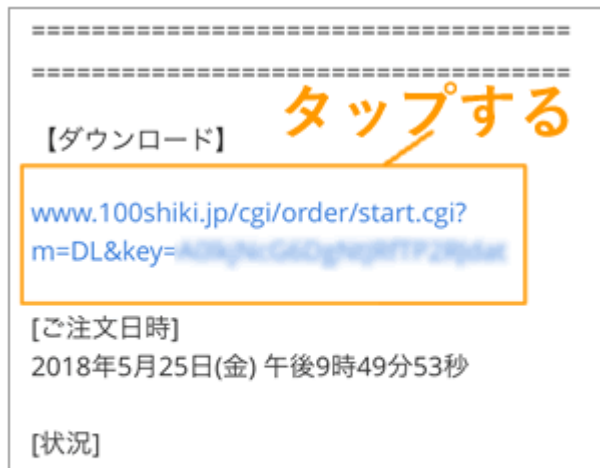 ===================================
===================================
タップする
【ダウンロード】
www.100shiki.jp/cgi/order/start.cgi?
m=DL&key=
[ご注文日時]
2018年5月25日(金) 午後9時49分53秒
[状況]